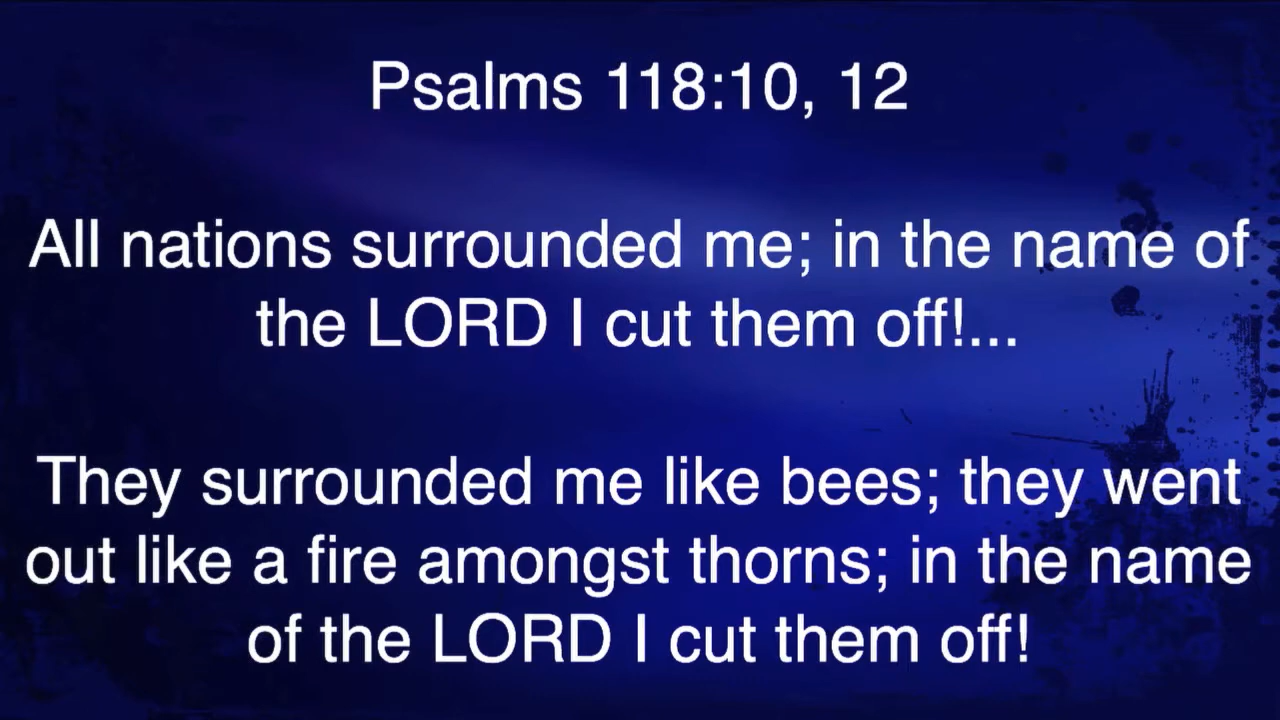 Psalms 118:10, 12
All nations surrounded me; in the name of
the LORD I cut them off!...
They surrounded me like bees; they went
out like a fire amongst thorns; in the name
of the LORD I cut them off!